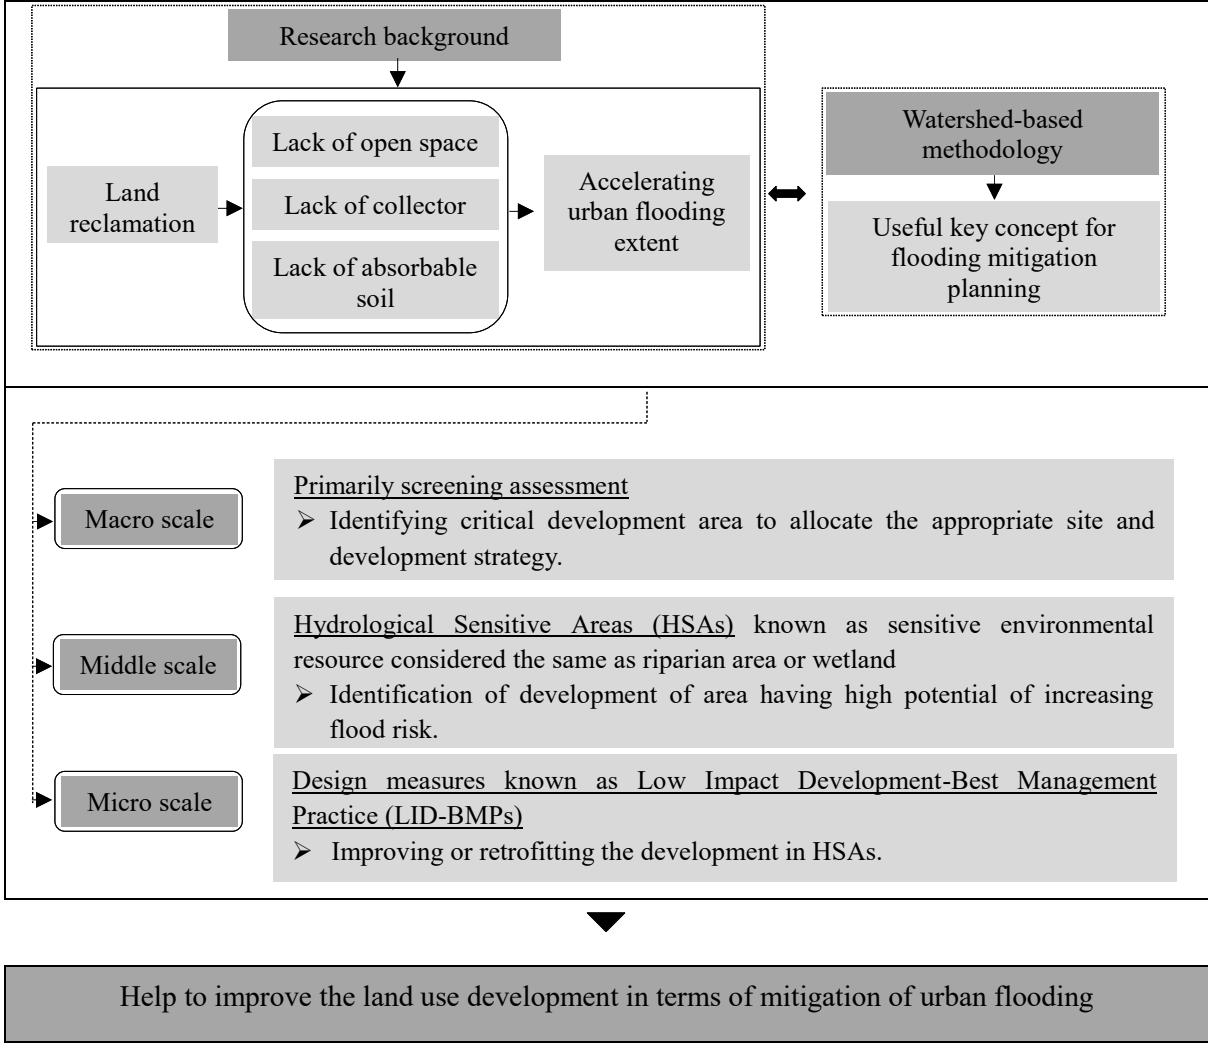 Research background
Land
reclamation
Lack of open space
Lack of collector
Lack of absorbable
soil
Accelerating
urban flooding
extent
Watershed-based
methodology
Useful key concept for
flooding mitigation
planning
Macro scale
Primarily screening assessment
➢ Identifying critical development area to allocate the appropriate site and
development strategy.
Middle scale
Hydrological Sensitive Areas (HSAs) known as sensitive environmental
resource considered the same as riparian area or wetland
➢ Identification of development of area having high potential of increasing
flood risk.
Micro scale
Design measures known as Low Impact Development-Best Management
Practice (LID-BMPs)
➢ Improving or retrofitting the development in HSAs.
Help to improve the land use development in terms of mitigation of urban flooding